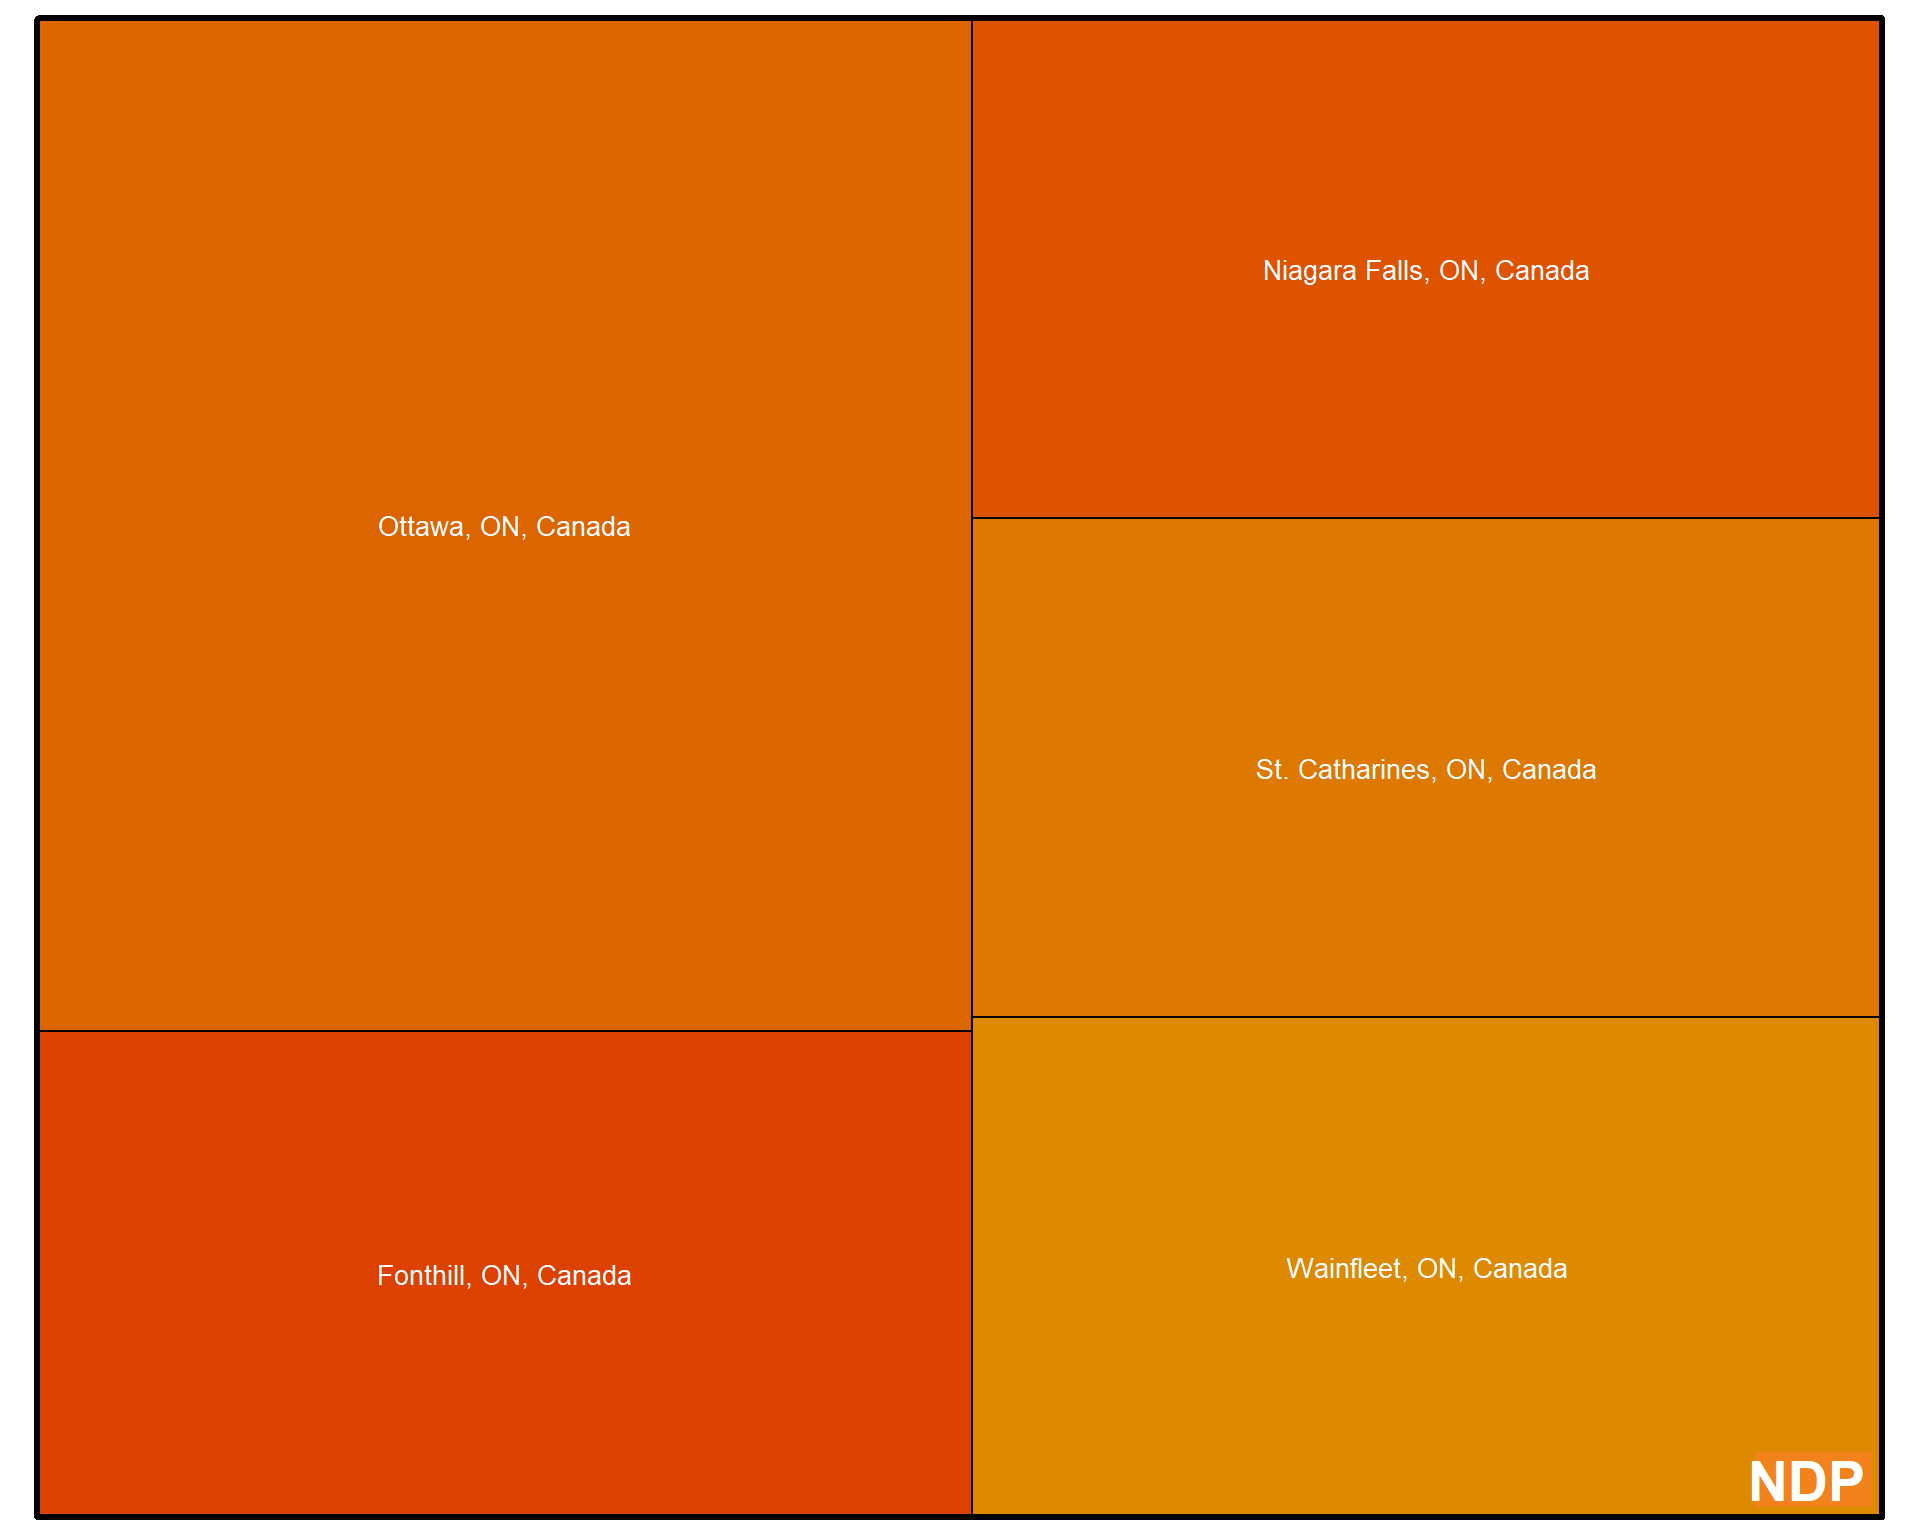 Ottawa, ON, Canada
Fonthill, ON, Canada
Niagara Falls, ON, Canada
St. Catharines, ON, Canada
Wainfleet, ON, Canada
NDP